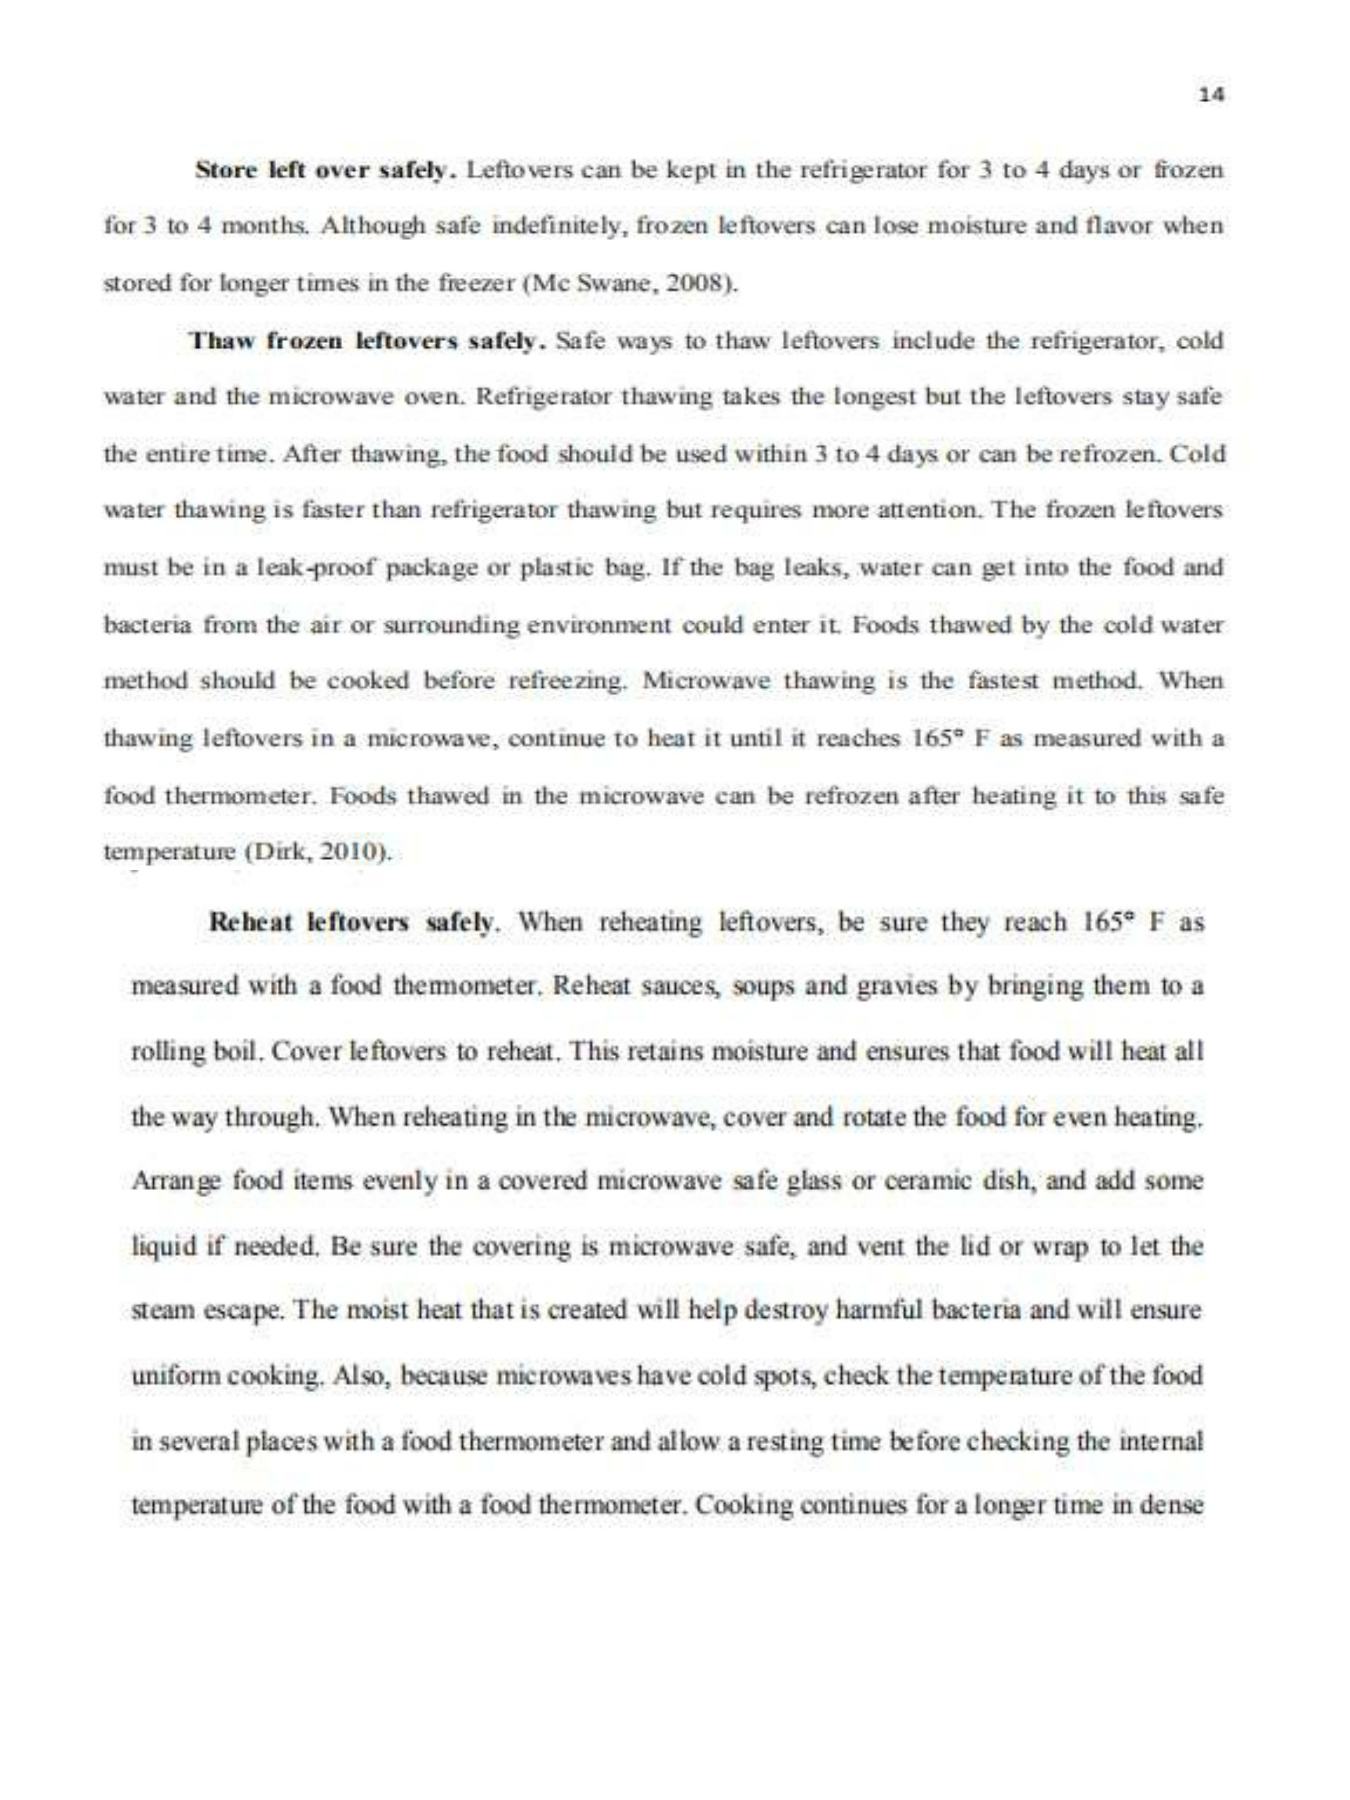 14
Store left over safely. Leftovers can be kept in the refrigerator for 3 to 4 days or frozen
for 3 to 4 months. Although safe indefinitely, frozen leftovers can lose moisture and flavor when
stored for longer times in the freezer (Mc Swane, 2008).
Thaw frozen leftovers safely. Safe ways to thaw leftovers include the refrigerator, cold
water and the microwave oven. Refrigerator thawing takes the longest but the leftovers stay safe
the entire time. After thawing, the food should be used within 3 to 4 days or can be refrozen. Cold
water thawing is faster than refrigerator thawing but requires more attention. The frozen leftovers
must be in a leak-proof package or plastic bag. If the bag leaks, water can get into the food and
bacteria from the air or surrounding environment could enter it. Foods thawed by the cold water
method should be cooked before refreezing. Microwave thawing is the fastest method. When
thawing leftovers in a microwave, continue to heat it until it reaches 165° F as measured with a
food thermometer. Foods thawed in the microwave can be refrozen after heating it to this safe
temperature (Dirk, 2010).
Reheat leftovers safely. When reheating leftovers, be sure they reach 165° F as
measured with a food thermometer. Reheat sauces, soups and gravies by bringing them to a
rolling boil. Cover leftovers to reheat. This retains moisture and ensures that food will heat all
the way through. When reheating in the microwave, cover and rotate the food for even heating.
Arrange food items evenly in a covered microwave safe glass or ceramic dish, and add some
liquid if needed. Be sure the covering is microwave safe, and vent the lid or wrap to let the
steam escape. The moist heat that is created will help destroy harmful bacteria and will ensure
uniform cooking. Also, because microwaves have cold spots, check the temperature of the food
in several places with a food thermometer and allow a resting time before checking the internal
temperature of the food with a food thermometer. Cooking continues for a longer time in dense